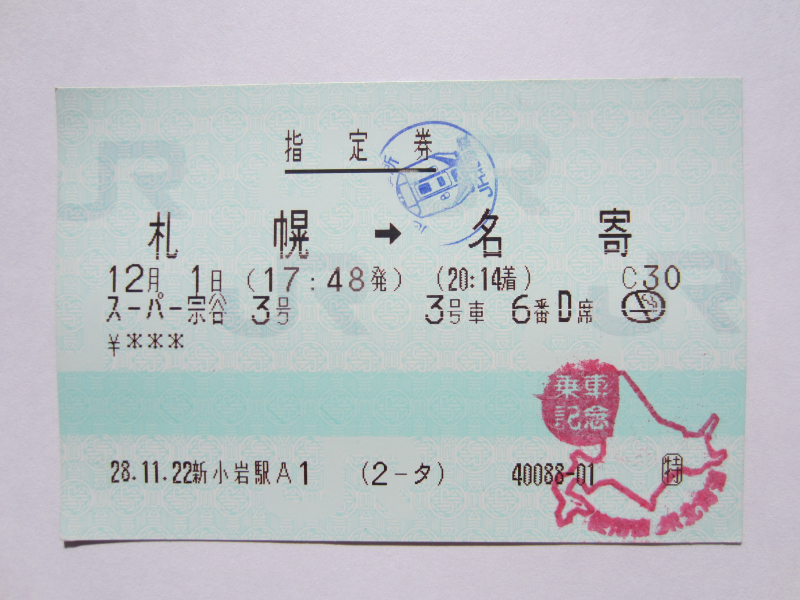 指定券
札幌➡名寄
12月 1日 (17:48発) (20:14着) C30
スーパー宗谷 3号 3号車 6番D席
¥***
乗車
記念
28.11.22新小岩駅A1 (2-タ) 40088-01 特